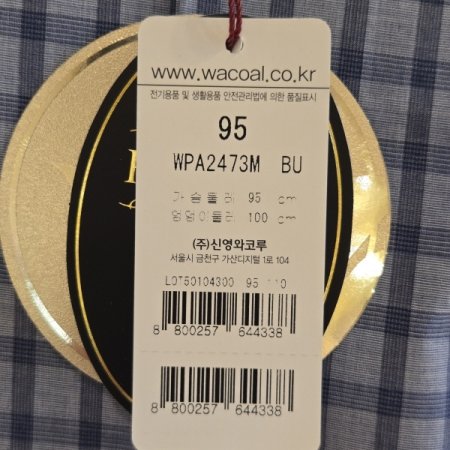 www.wacoal.co.kr
전기용품 및 생활용품 안전관리법에 의한 품질표시
95
WPA2473M BU
가슴둘레 95 cm
엉덩이둘레 100 cm
(주)신영와코루
서울시 금천구 가산디지털 1로 104
LOT60104300 95 110
8 800257 644338
8 800257 644338